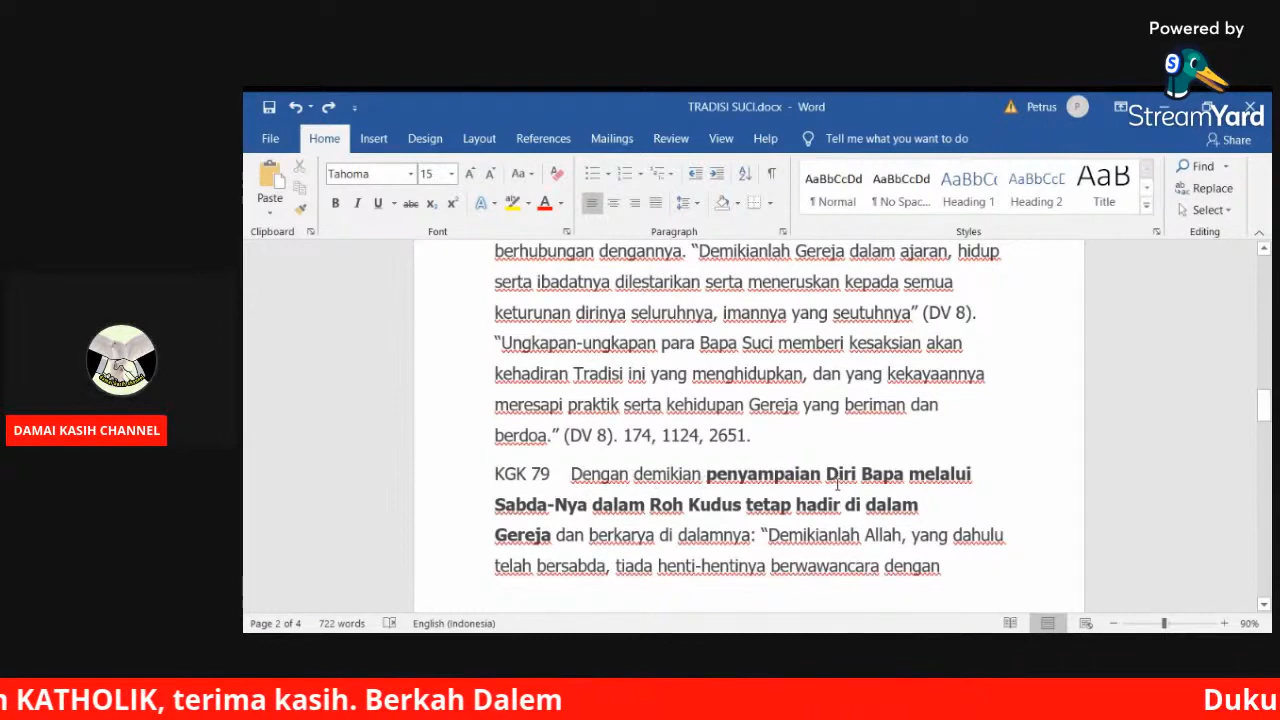 Powered by
S
StreamYard
TRADISI SUCI.docx - Word
Petrus
P
File Home Insert Design Layout References Mailings Review View Help Tell me what you want to do
Share
Paste
Tahoma 15
Aa
B I U abc x₂ x²
A A
AaBbCcDd AaBbCcDd AaBbCc AaBbCcD AaB
¶ Normal ¶ No Spac... Heading 1 Heading 2 Title
Find
Replace
Select
Clipboard Font Paragraph Styles Editing
berhubungan dengannya. “Demikianlah Gereja dalam ajaran, hidup
serta ibadatnya dilestarikan serta meneruskan kepada semua
keturunan dirinya seluruhnya, imannya yang seutuhnya” (DV 8).
“Ungkapan-ungkapan para Bapa Suci memberi kesaksian akan
kehadiran Tradisi ini yang menghidupkan, dan yang kekayaannya
meresapi praktik serta kehidupan Gereja yang beriman dan
berdoa.” (DV 8). 174, 1124, 2651.
KGK 79 Dengan demikian penyampaian Diri Bapa melalui
Sabda-Nya dalam Roh Kudus tetap hadir di dalam
Gereja dan berkarya di dalamnya: “Demikianlah Allah, yang dahulu
telah bersabda, tiada henti-hentinya berwawancara dengan
Page 2 of 4 722 words English (Indonesia) 90%
DAMAI KASIH CHANNEL
KATHOLIK, terima kasih. Berkah Dalem
Duku